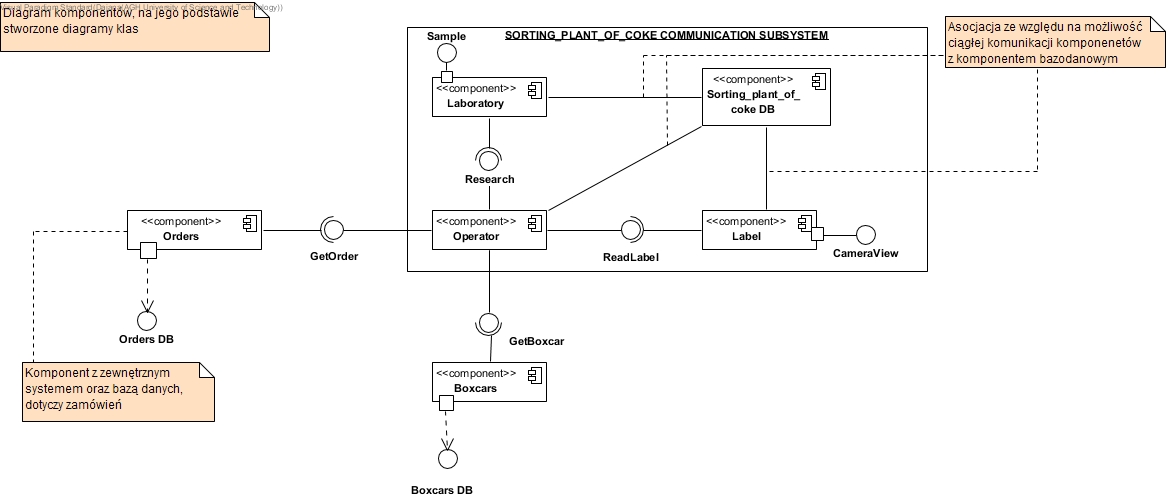 Visual Paradigm Standard(Dajana(AGH University of Science and Technology))
Diagram komponentów, na jego podstawie
stworzone diagramy klas
SORTING_PLANT_OF_COKE COMMUNICATION SUBSYSTEM
Asocjacja ze względu na możliwość
ciągłej komunikacji komponenetów
z komponentem bazodanowym
Sample
<<component>>
Laboratory
<<component>>
Sorting_plant_of_
coke DB
Research
<<component>>
Orders
GetOrder
<<component>>
Operator
ReadLabel
<<component>>
Label
CameraView
Orders DB
GetBoxcar
Komponent z zewnętrznym
systemem oraz bazą danych,
dotyczy zamówień
<<component>>
Boxcars
Boxcars DB